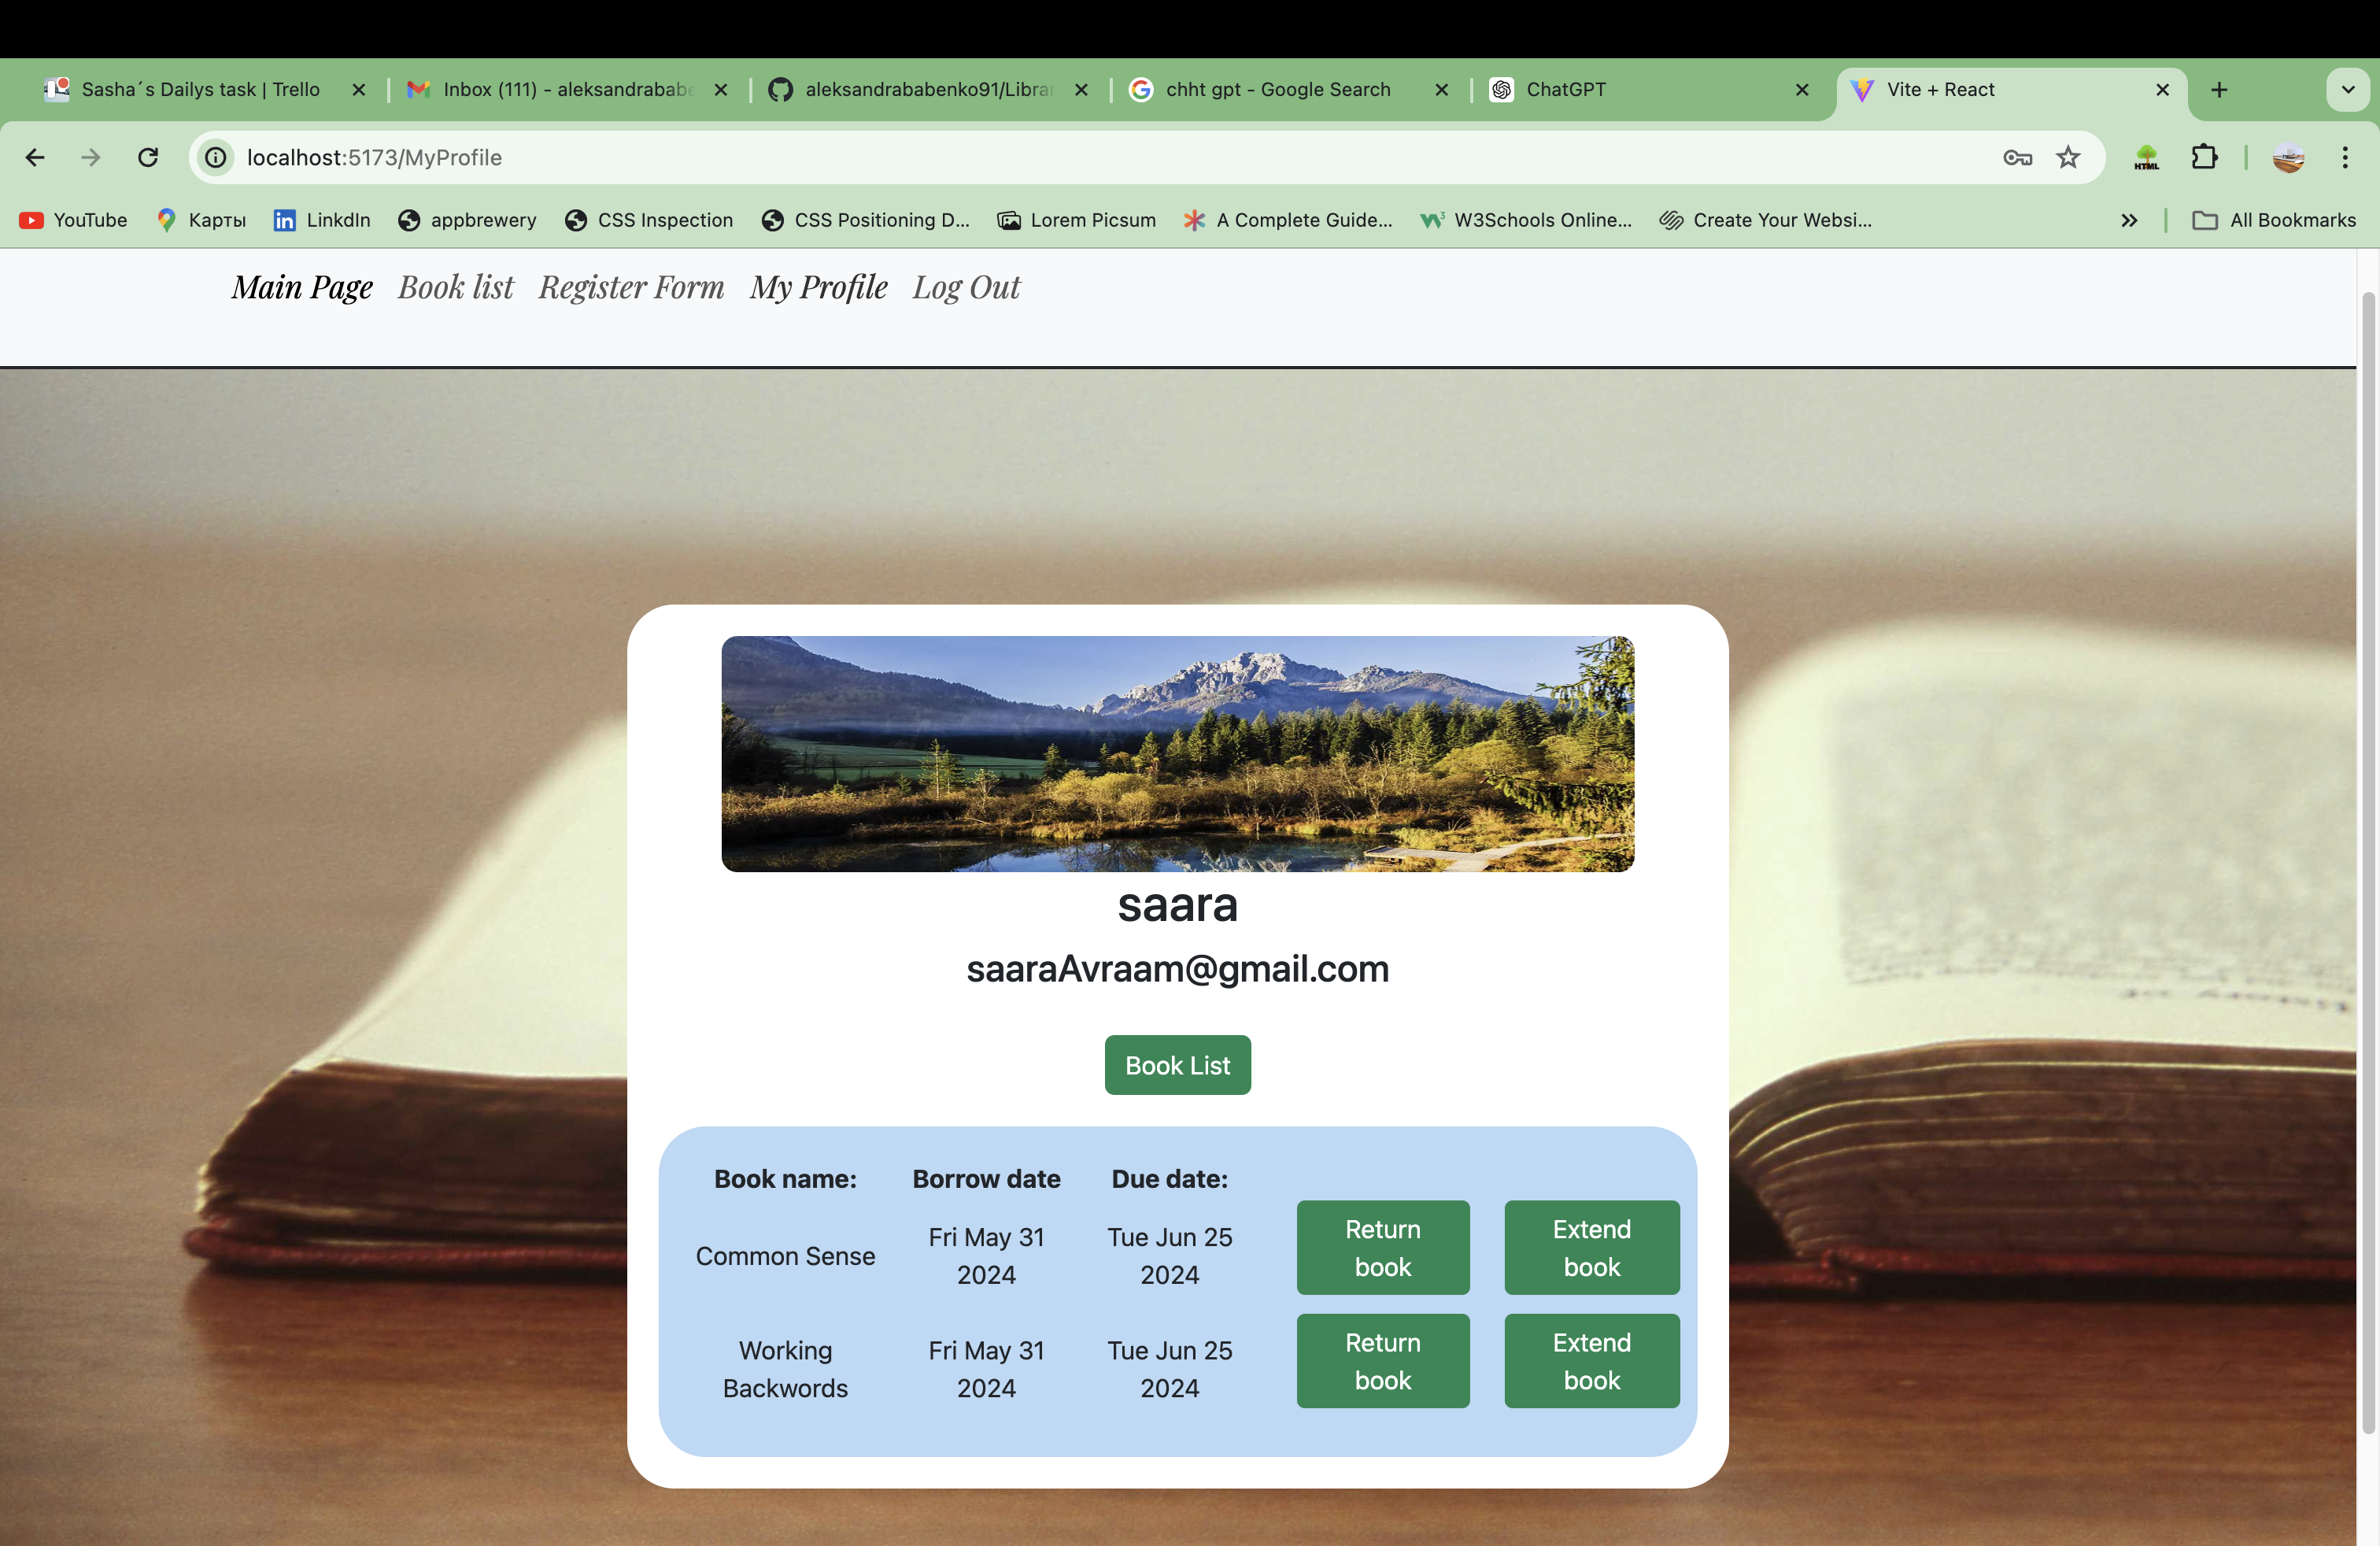 Sasha´s Dailys task | Trello
Inbox (111) - aleksandrababe
aleksandrababenko91/Librar
chht gpt - Google Search
ChatGPT
Vite + React
localhost:5173/MyProfile
HTML
YouTube
Карты
LinkdIn
appbrewery
CSS Inspection
CSS Positioning D...
Lorem Picsum
A Complete Guide...
W3Schools Online...
Create Your Websi...
All Bookmarks
Main Page Book list Register Form My Profile Log Out
saara
saaraAvraam@gmail.com
Book List
Book name: Borrow date Due date:
Common Sense
Fri May 31
2024
Tue Jun 25
2024
Return
book
Extend
book
Working
Backwords
Fri May 31
2024
Tue Jun 25
2024
Return
book
Extend
book